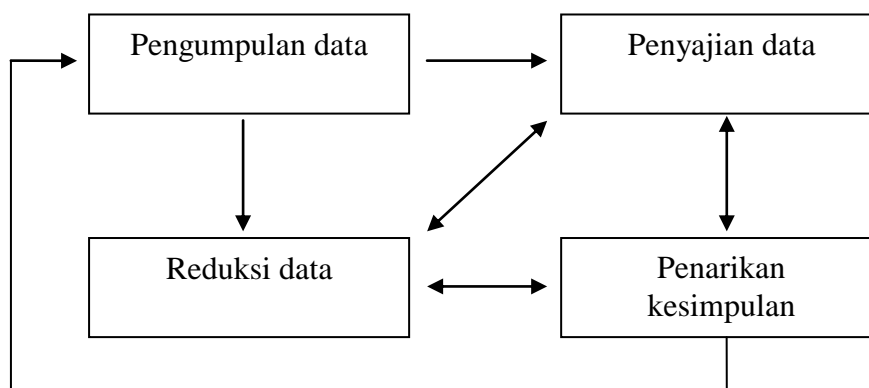 Pengumpulan data
Penyajian data
Reduksi data
Penarikan
kesimpulan